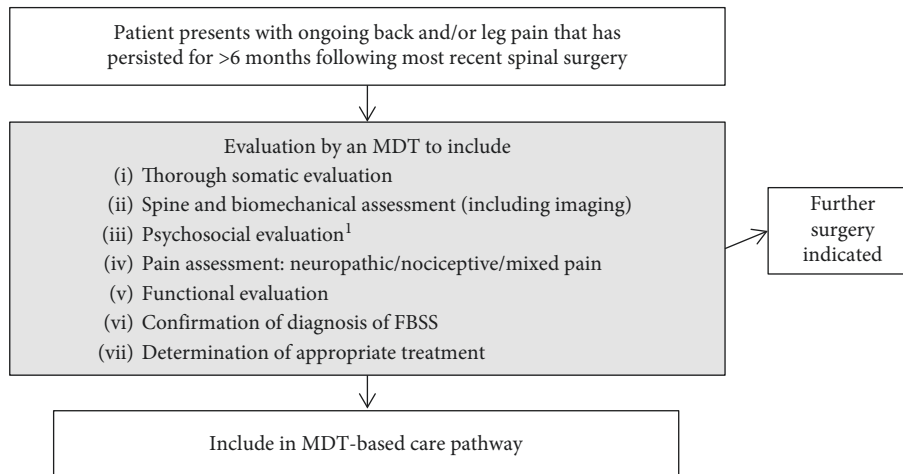 Patient presents with ongoing back and/or leg pain that has
persisted for >6 months following most recent spinal surgery
Evaluation by an MDT to include
(i) Thorough somatic evaluation
(ii) Spine and biomechanical assessment (including imaging)
(iii) Psychosocial evaluation¹
(iv) Pain assessment: neuropathic/nociceptive/mixed pain
(v) Functional evaluation
(vi) Confirmation of diagnosis of FBSS
(vii) Determination of appropriate treatment
Further
surgery
indicated
Include in MDT-based care pathway